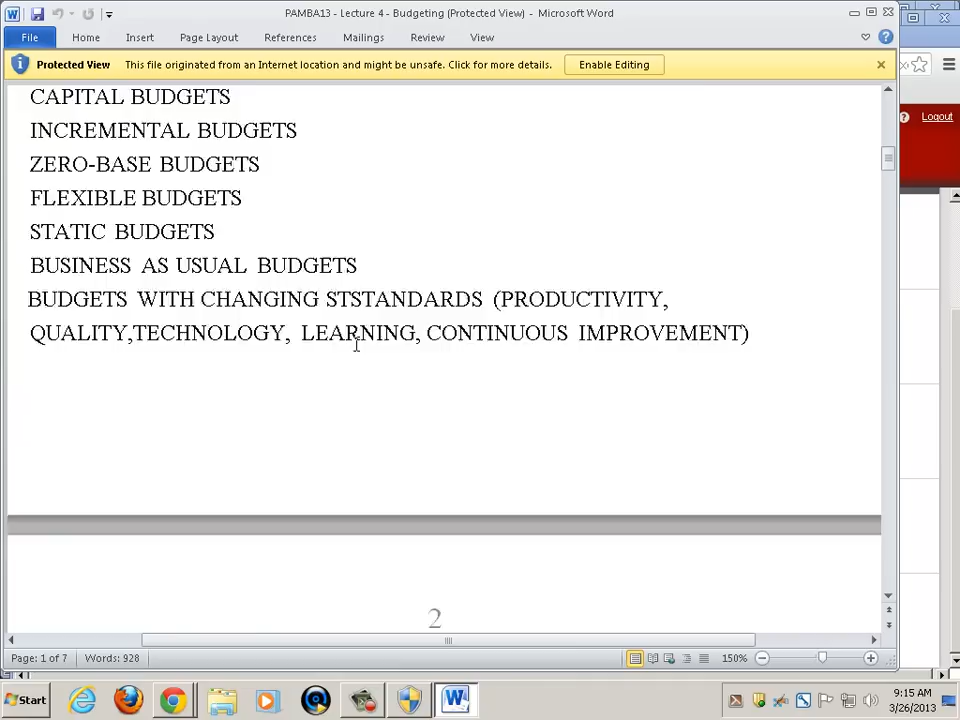 PAMBA13 - Lecture 4 - Budgeting (Protected View) - Microsoft Word
File Home Insert Page Layout References Mailings Review View
Protected View This file originated from an Internet location and might be unsafe. Click for more details. Enable Editing
Logout
CAPITAL BUDGETS
INCREMENTAL BUDGETS
ZERO-BASE BUDGETS
FLEXIBLE BUDGETS
STATIC BUDGETS
BUSINESS AS USUAL BUDGETS
BUDGETS WITH CHANGING STSTANDARDS (PRODUCTIVITY,
QUALITY,TECHNOLOGY, LEARNING, CONTINUOUS IMPROVEMENT)
2
Page: 1 of 7 Words: 928 150%
Start 9:15 AM
3/26/2013